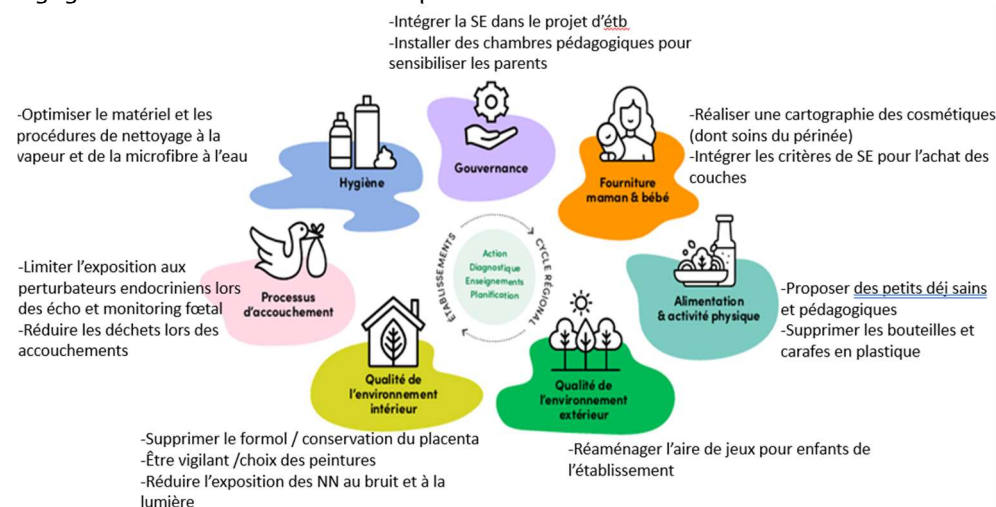 -Intégrer la SE dans le projet d'étb
-Installer des chambres pédagogiques pour
sensibiliser les parents
-Optimiser le matériel et les
procédures de nettoyage à la
vapeur et de la microfibre à l'eau
Hygiène
Gouvernance
Fourniture
maman & bébé
-Réaliser une cartographie des cosmétiques
(dont soins du périnée)
-Intégrer les critères de SE pour l'achat des
couches
-Limiter l'exposition aux
perturbateurs endocriniens lors
des écho et monitoring fœtal
-Réduire les déchets lors des
accouchements
Processus
d'accouchement
ÉTABLISSEMENTS
CYCLE RÉGIONAL
Action
Diagnostique
Enseignements
Planification
Alimentation
& activité physique
-Proposer des petits déj sains
et pédagogiques
-Supprimer les bouteilles et
carafes en plastique
Qualité de
l'environnement
intérieur
Qualité de
l'environnement
extérieur
-Supprimer le formol / conservation du placenta
-Être vigilant /choix des peintures
-Réduire l'exposition des NN au bruit et à la
lumière
-Réaménager l'aire de jeux pour enfants de
l'établissement